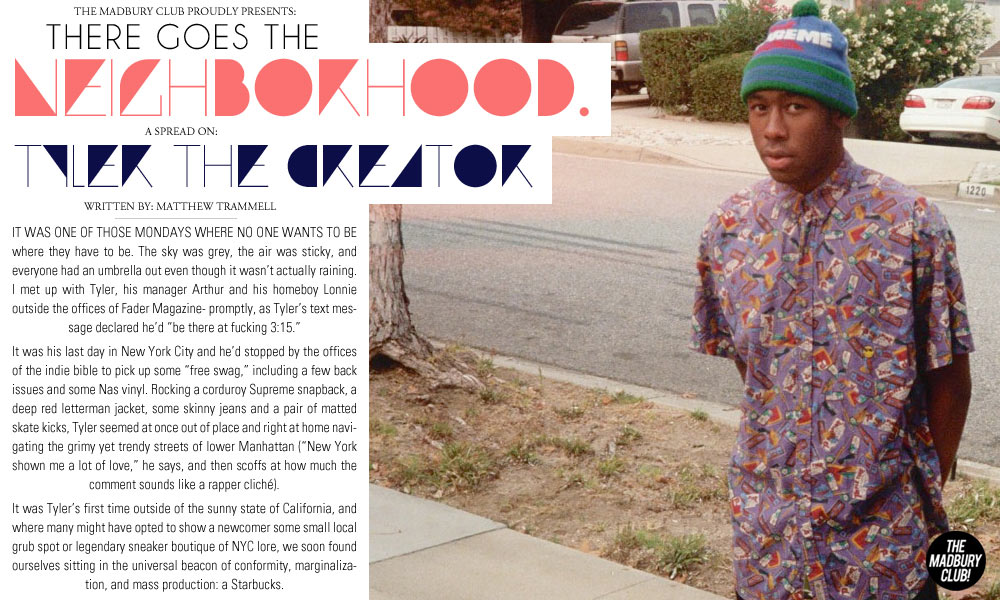 THE MADBURY CLUB PROUDLY PRESENTS:
THERE GOES THE
NEIGHBORHOOD.
A SPREAD ON:
TYLER THE CREATOR
WRITTEN BY: MATTHEW TRAMMELL
IT WAS ONE OF THOSE MONDAYS WHERE NO ONE WANTS TO BE
where they have to be. The sky was grey, the air was sticky, and
everyone had an umbrella out even though it wasn't actually raining.
I met up with Tyler, his manager Arthur and his homeboy Lonnie
outside the offices of Fader Magazine- promptly, as Tyler's text mes-
sage declared he'd "be there at fucking 3:15."
It was his last day in New York City and he'd stopped by the offices
of the indie bible to pick up some "free swag," including a few back
issues and some Nas vinyl. Rocking a corduroy Supreme snapback, a
deep red letterman jacket, some skinny jeans and a pair of matted
skate kicks, Tyler seemed at once out of place and right at home navi-
gating the grimy yet trendy streets of lower Manhattan ("New York
shown me a lot of love," he says, and then scoffs at how much the
comment sounds like a rapper cliché).
It was Tyler's first time outside of the sunny state of California, and
where many might have opted to show a newcomer some small local
grub spot or legendary sneaker boutique of NYC lore, we soon found
ourselves sitting in the universal beacon of conformity, marginaliza-
tion, and mass production: a Starbucks.
PREME
1220
THE
MADBURY
CLUB!